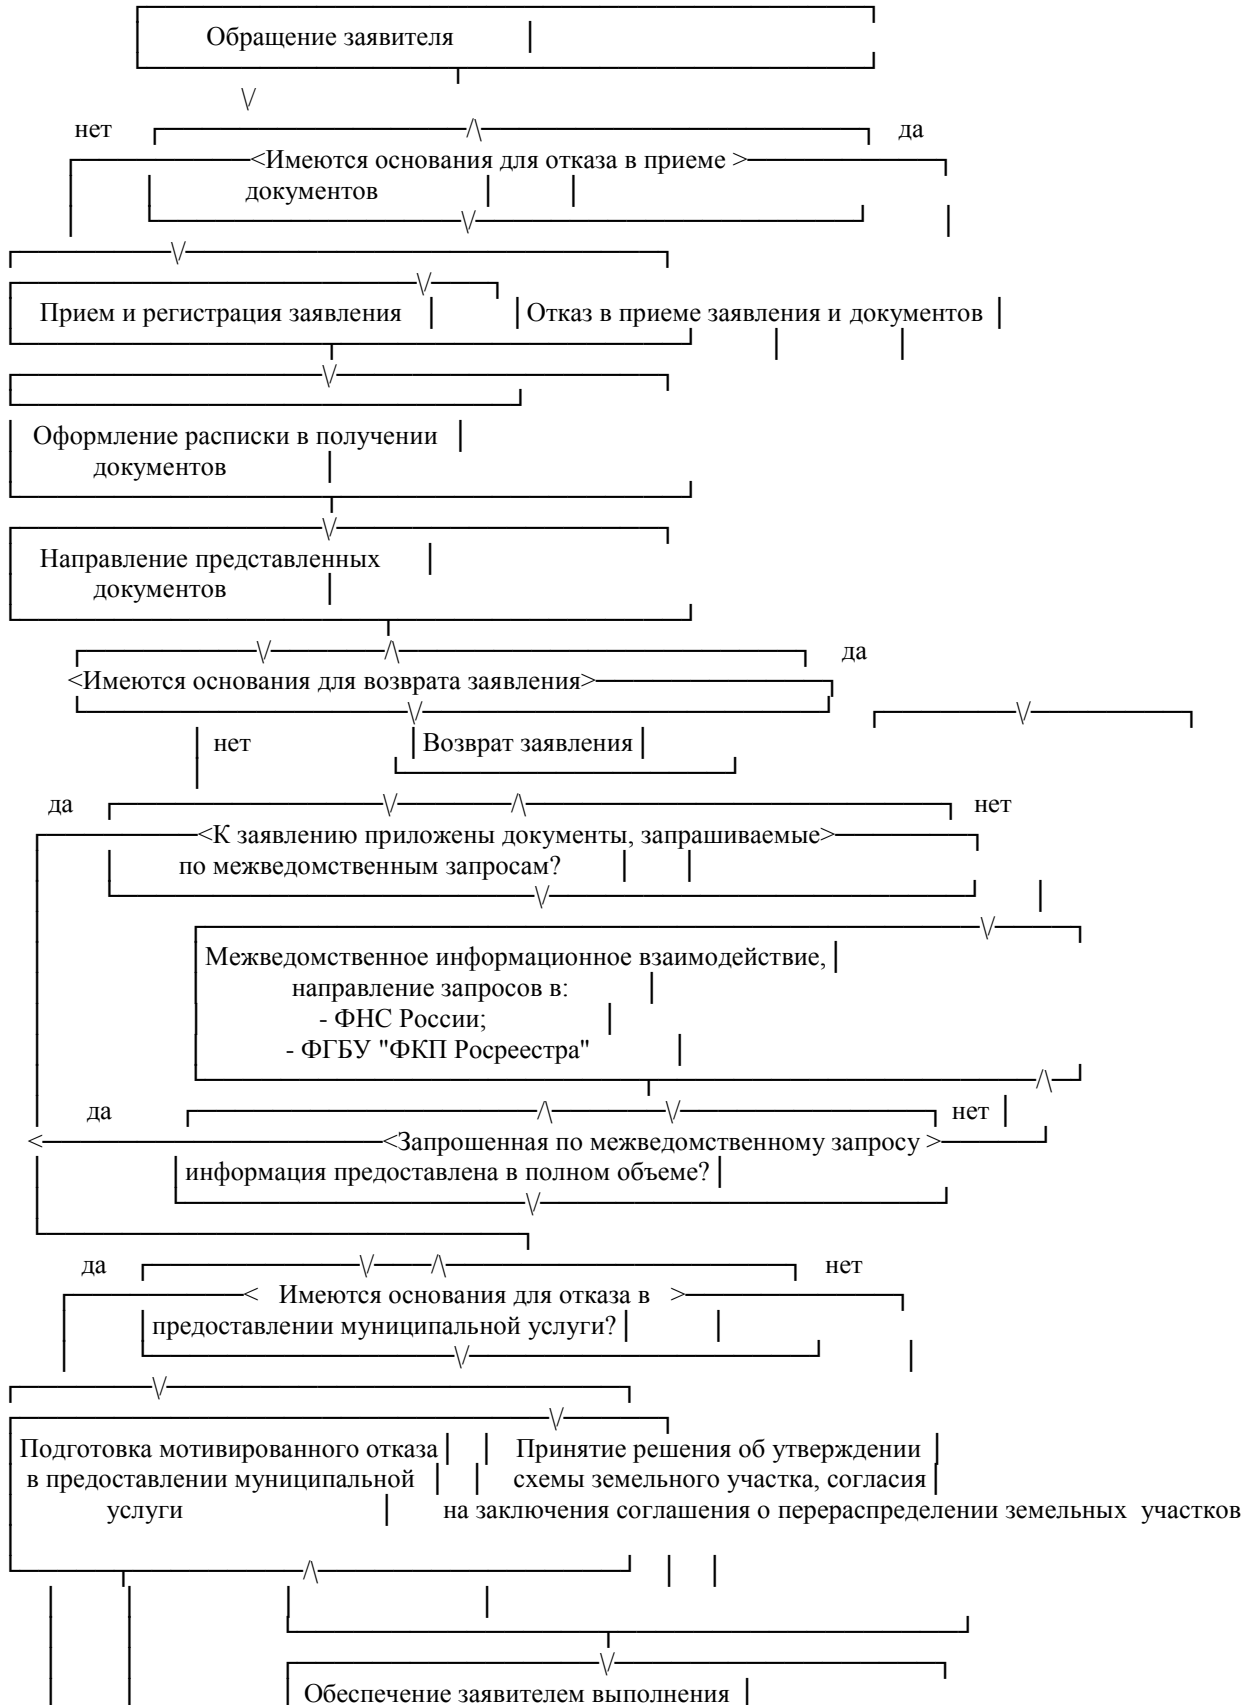 Обращение заявителя
нет да
<Имеются основания для отказа в приеме >
документов
Прием и регистрация заявления Отказ в приеме заявления и документов
Оформление расписки в получении
документов
Направление представленных
документов
да
<Имеются основания для возврата заявления>
нет Возврат заявления
да нет
<К заявлению приложены документы, запрашиваемые>
по межведомственным запросам?
Межведомственное информационное взаимодействие,
направление запросов в:
- ФНС России;
- ФГБУ "ФКП Росреестра"
да нет
< <Запрошенная по межведомственному запросу >
информация предоставлена в полном объеме?
да нет
< Имеются основания для отказа в >
предоставлении муниципальной услуги?
Подготовка мотивированного отказа Принятие решения об утверждении
в предоставлении муниципальной схемы земельного участка, согласия
услуги на заключения соглашения о перераспределении земельных участков
Обеспечение заявителем выполнения